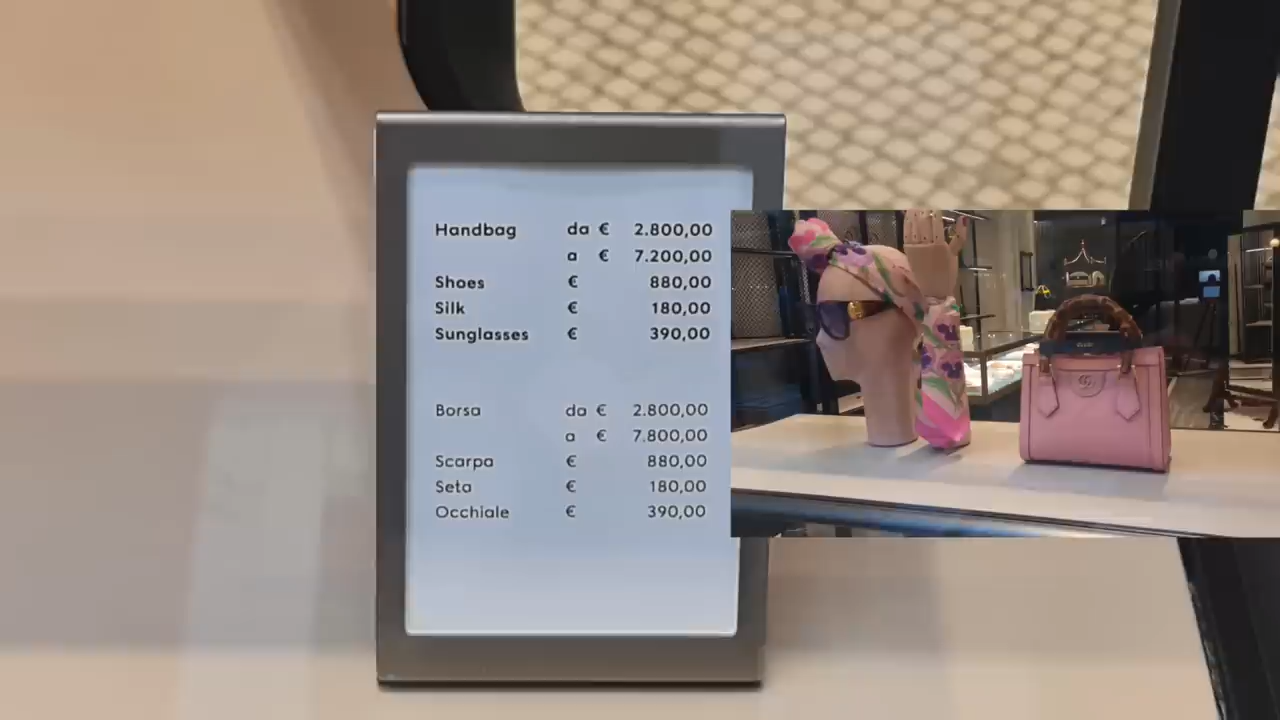 Handbag da € 2.800,00
a € 7.200,00
Shoes € 880,00
Silk € 180,00
Sunglasses € 390,00
Borsa da € 2.800,00
a € 7.800,00
Scarpa € 880,00
Seta € 180,00
Occhiale € 390,00